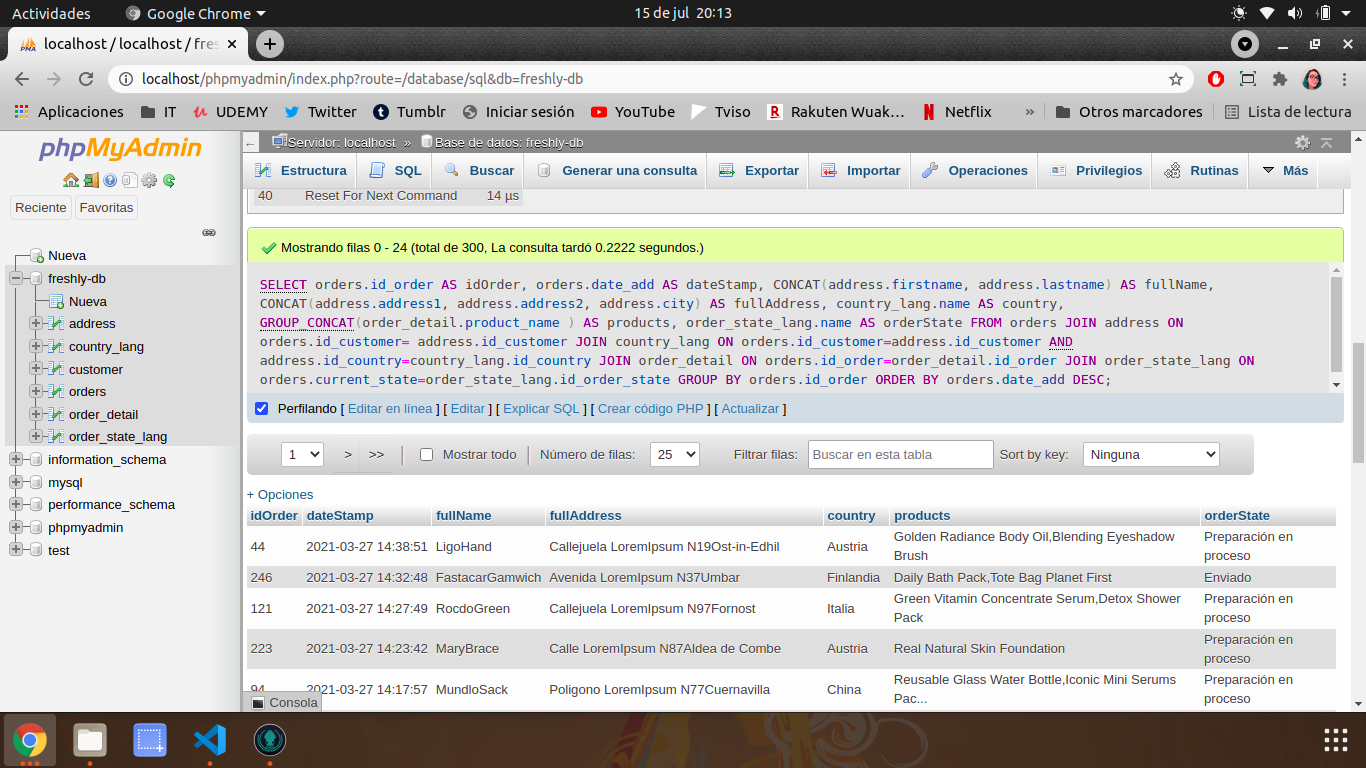 Actividades Google Chrome 15 de jul 20:13
localhost / localhost / fres
localhost/phpmyadmin/index.php?route=/database/sql&db=freshly-db
Aplicaciones IT UDEMY Twitter Tumblr Iniciar sesión YouTube Tviso Rakuten Wuak… Netflix » Otros marcadores Lista de lectura
phpMyAdmin
Reciente Favoritas
Nueva
freshly-db
Nueva
address
country_lang
customer
orders
order_detail
order_state_lang
information_schema
mysql
performance_schema
phpmyadmin
test
Servidor: localhost » Base de datos: freshly-db
Estructura SQL Buscar Generar una consulta Exportar Importar Operaciones Privilegios Rutinas Más
40 Reset For Next Command 14 µs
Mostrando filas 0 - 24 (total de 300, La consulta tardó 0.2222 segundos.)
SELECT orders.id_order AS idOrder, orders.date_add AS dateStamp, CONCAT(address.firstname, address.lastname) AS fullName,
CONCAT(address.address1, address.address2, address.city) AS fullAddress, country_lang.name AS country,
GROUP_CONCAT(order_detail.product_name ) AS products, order_state_lang.name AS orderState FROM orders JOIN address ON
orders.id_customer= address.id_customer JOIN country_lang ON orders.id_customer=address.id_customer AND
address.id_country=country_lang.id_country JOIN order_detail ON orders.id_order=order_detail.id_order JOIN order_state_lang ON
orders.current_state=order_state_lang.id_order_state GROUP BY orders.id_order ORDER BY orders.date_add DESC;
Perfilando [ Editar en línea ] [ Editar ] [ Explicar SQL ] [ Crear código PHP ] [ Actualizar ]
1 > >> Mostrar todo Número de filas: 25 Filtrar filas: Buscar en esta tabla Sort by key: Ninguna
+ Opciones
idOrder dateStamp fullName fullAddress country products orderState
44 2021-03-27 14:38:51 LigoHand Callejuela LoremIpsum N19Ost-in-Edhil Austria Golden Radiance Body Oil,Blending Eyeshadow Brush Preparación en proceso
246 2021-03-27 14:32:48 FastacarGamwich Avenida LoremIpsum N37Umbar Finlandia Daily Bath Pack,Tote Bag Planet First Enviado
121 2021-03-27 14:27:49 RocdoGreen Callejuela LoremIpsum N97Fornost Italia Green Vitamin Concentrate Serum,Detox Shower Pack Preparación en proceso
223 2021-03-27 14:23:42 MaryBrace Calle LoremIpsum N87Aldea de Combe Austria Real Natural Skin Foundation Preparación en proceso
94 2021-03-27 14:17:57 MundloSack Poligono LoremIpsum N77Cuernavilla China Reusable Glass Water Bottle,Iconic Mini Serums Pac... Preparación en proceso
Consola